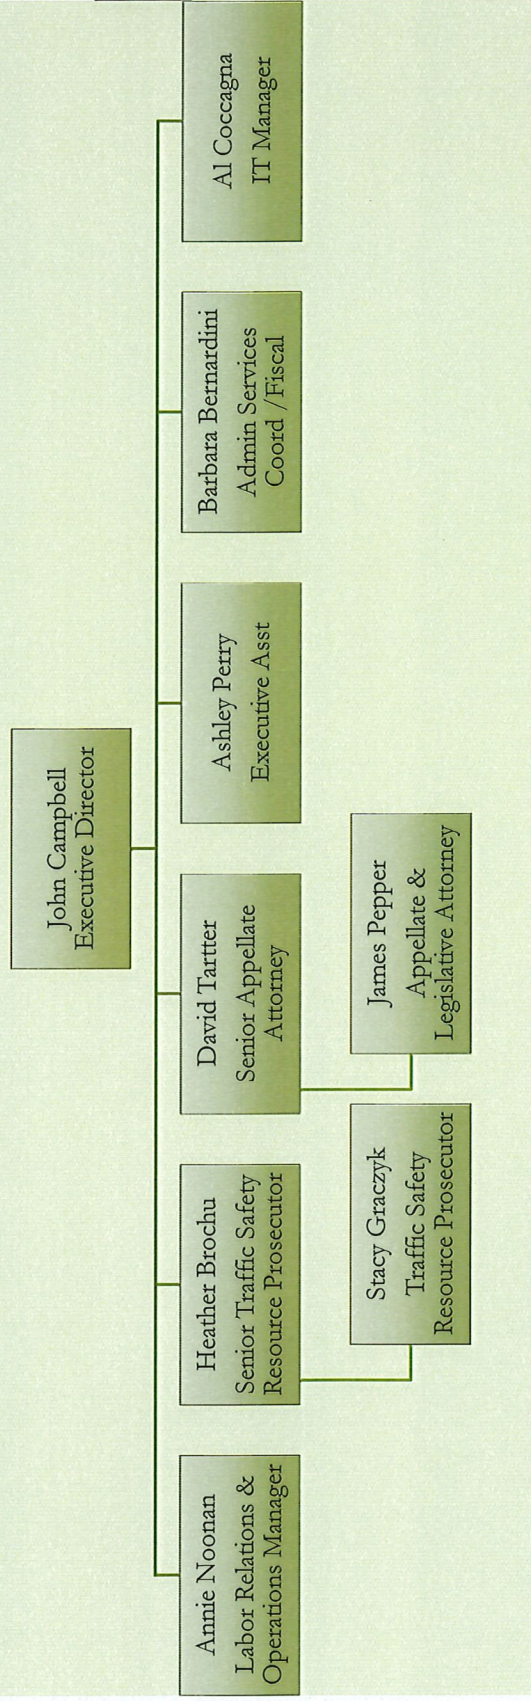 John Campbell
Executive Director
Annie Noonan
Labor Relations &
Operations Manager
Heather Brochu
Senior Traffic Safety
Resource Prosecutor
David Tartter
Senior Appellate
Attorney
Ashley Perry
Executive Asst
Barbara Bernardini
Admin Services
Coord /Fiscal
Al Coccagna
IT Manager
Stacy Graczyk
Traffic Safety
Resource Prosecutor
James Pepper
Appellate &
Legislative Attorney